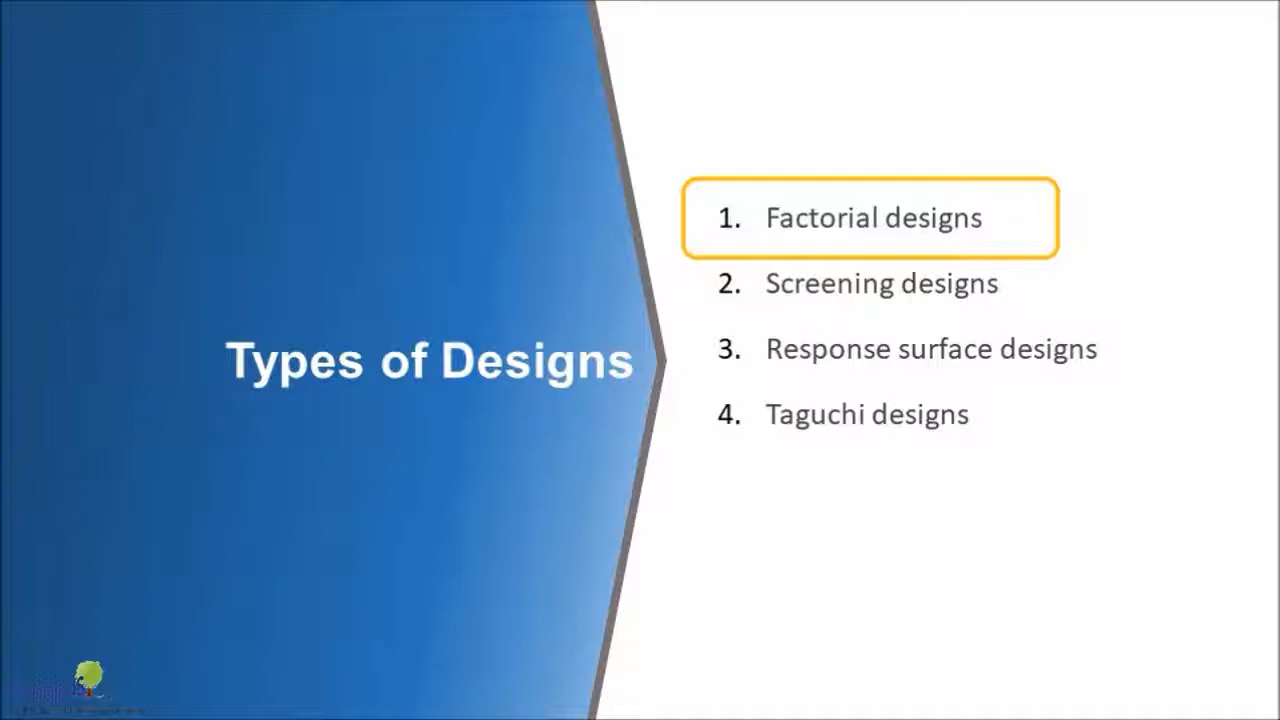 Types of Designs
1. Factorial designs
2. Screening designs
3. Response surface designs
4. Taguchi designs